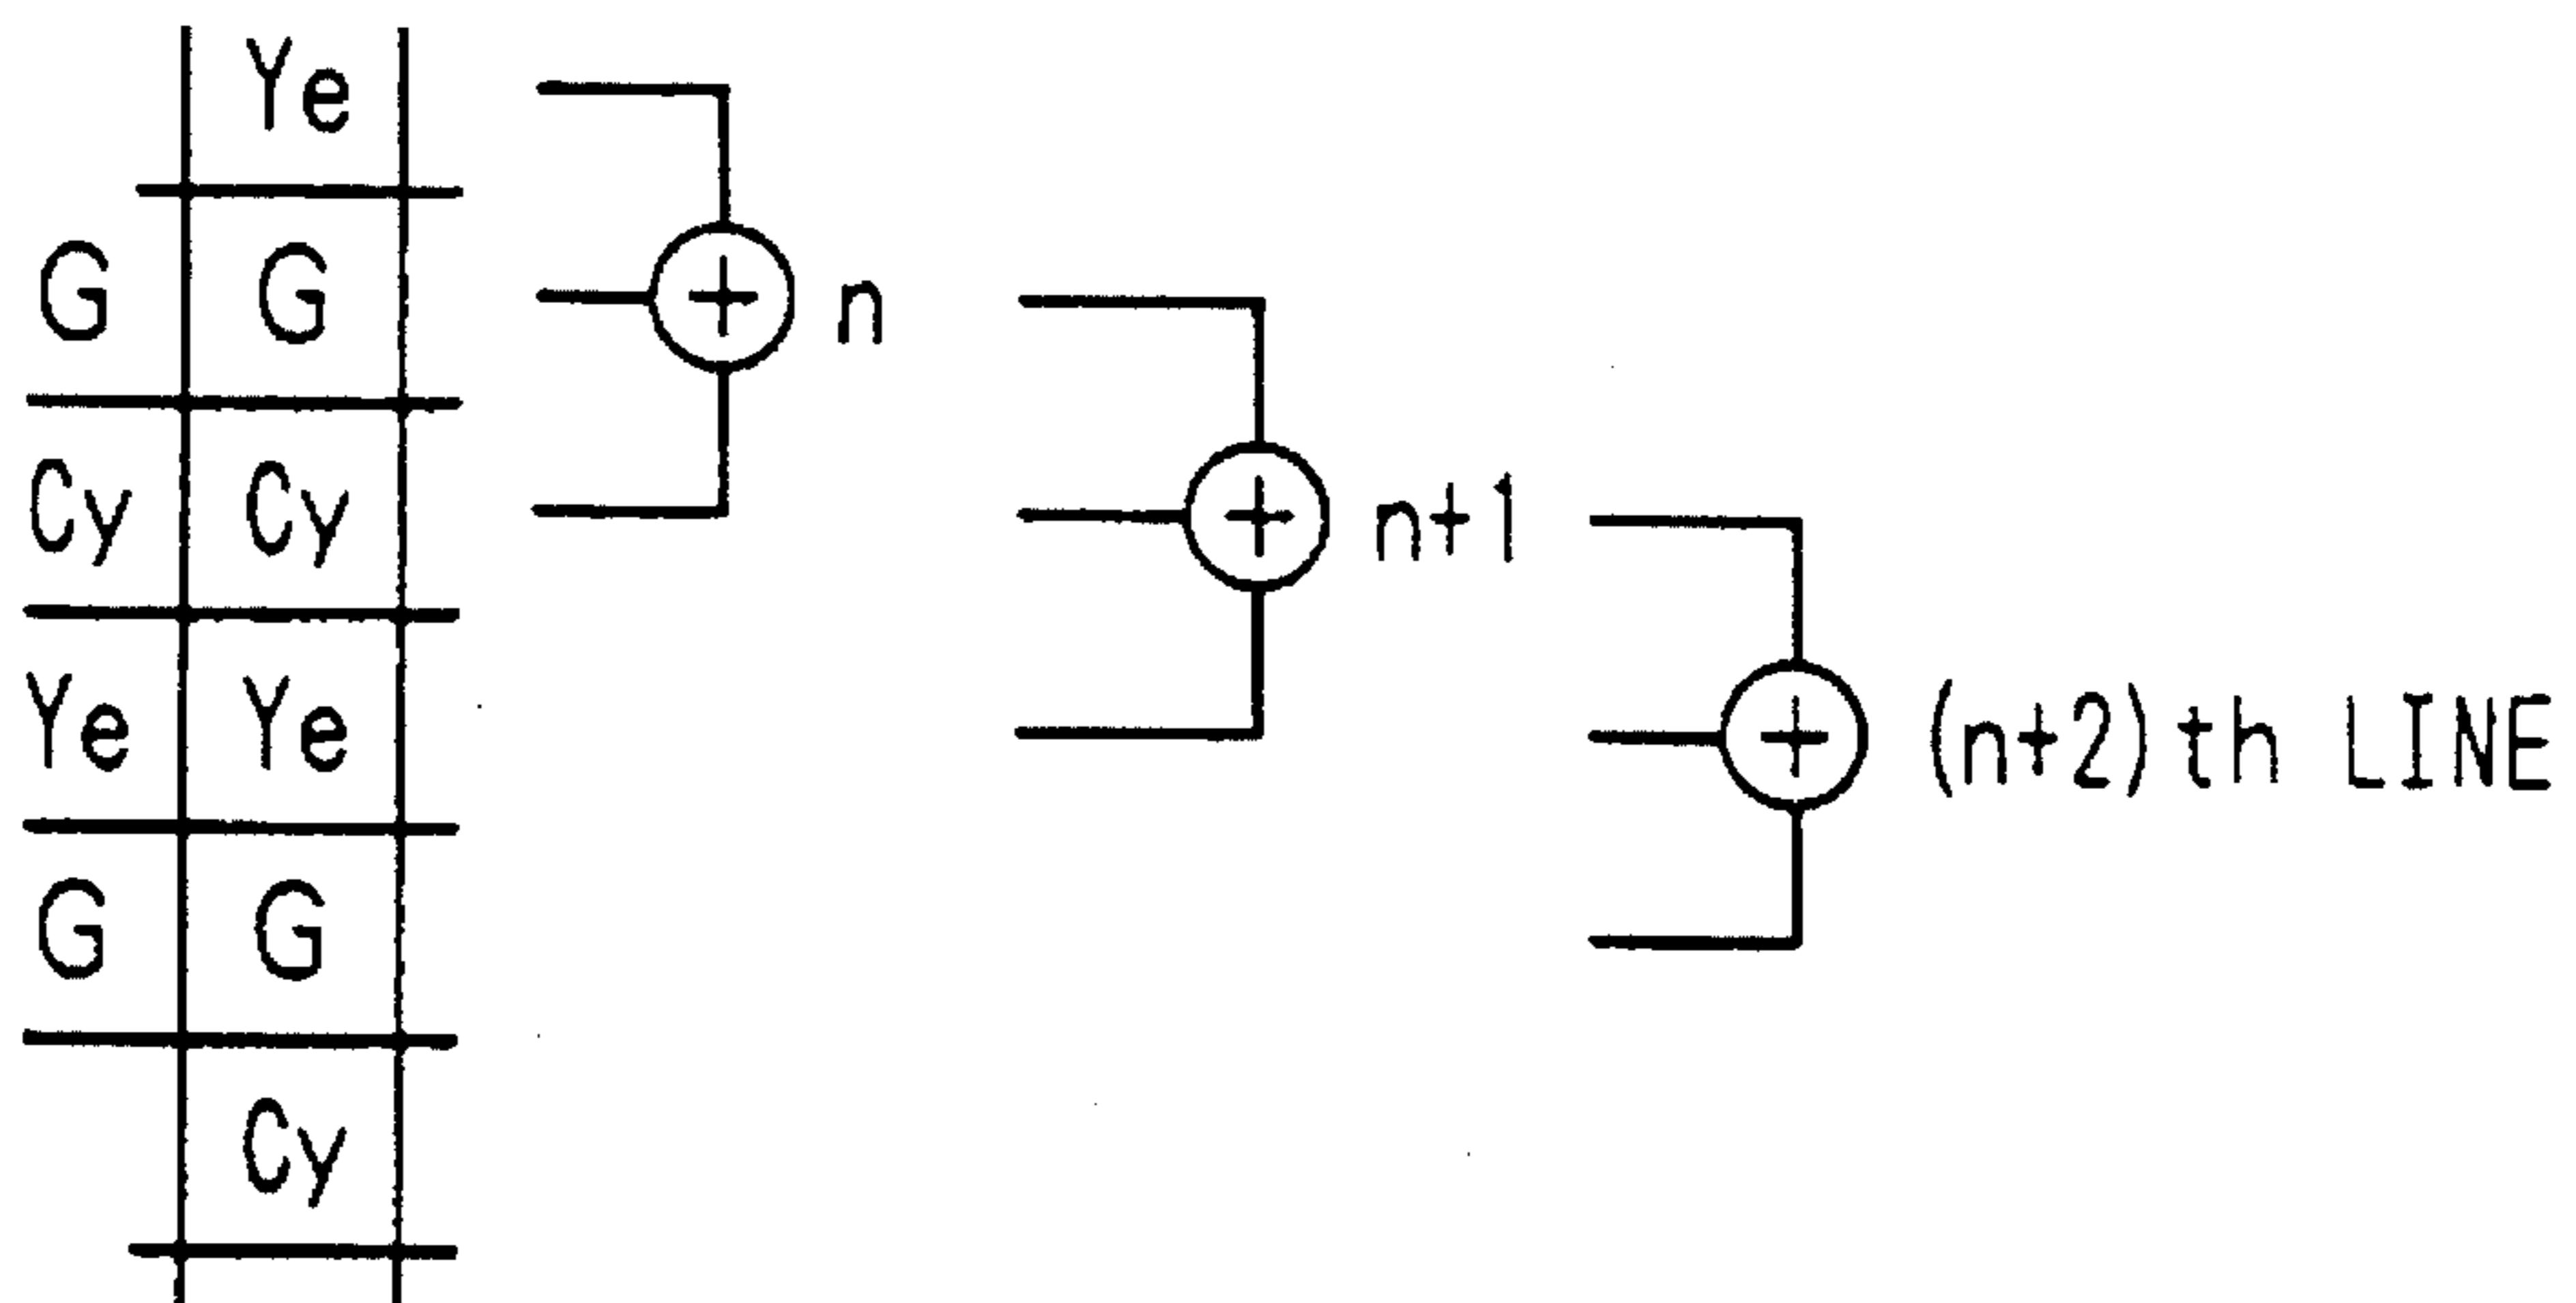 Ye
G G
n
Cy Cy
n+1
Ye Ye
(n+2)th LINE
G G
Cy